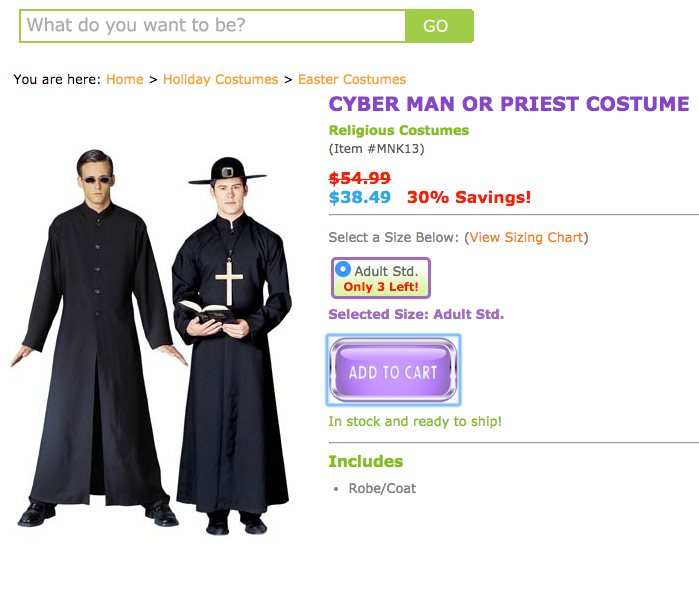 What do you want to be?
GO
You are here: Home > Holiday Costumes > Easter Costumes
CYBER MAN OR PRIEST COSTUME
Religious Costumes
(Item #MNK13)
$54.99
$38.49 30% Savings!
Select a Size Below: (View Sizing Chart)
Adult Std.
Only 3 Left!
Selected Size: Adult Std.
ADD TO CART
In stock and ready to ship!
Includes
• Robe/Coat